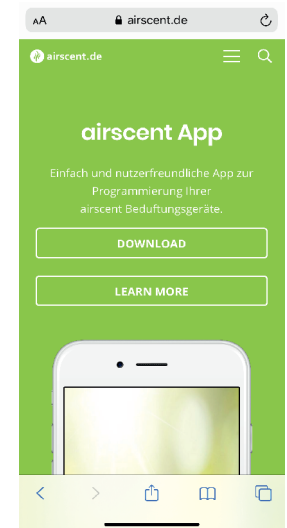 AA airscent.de
airscent.de
airscent App
Einfach und nutzerfreundliche App zur
Programmierung Ihrer
airscent Beduftungsgeräte.
DOWNLOAD
LEARN MORE